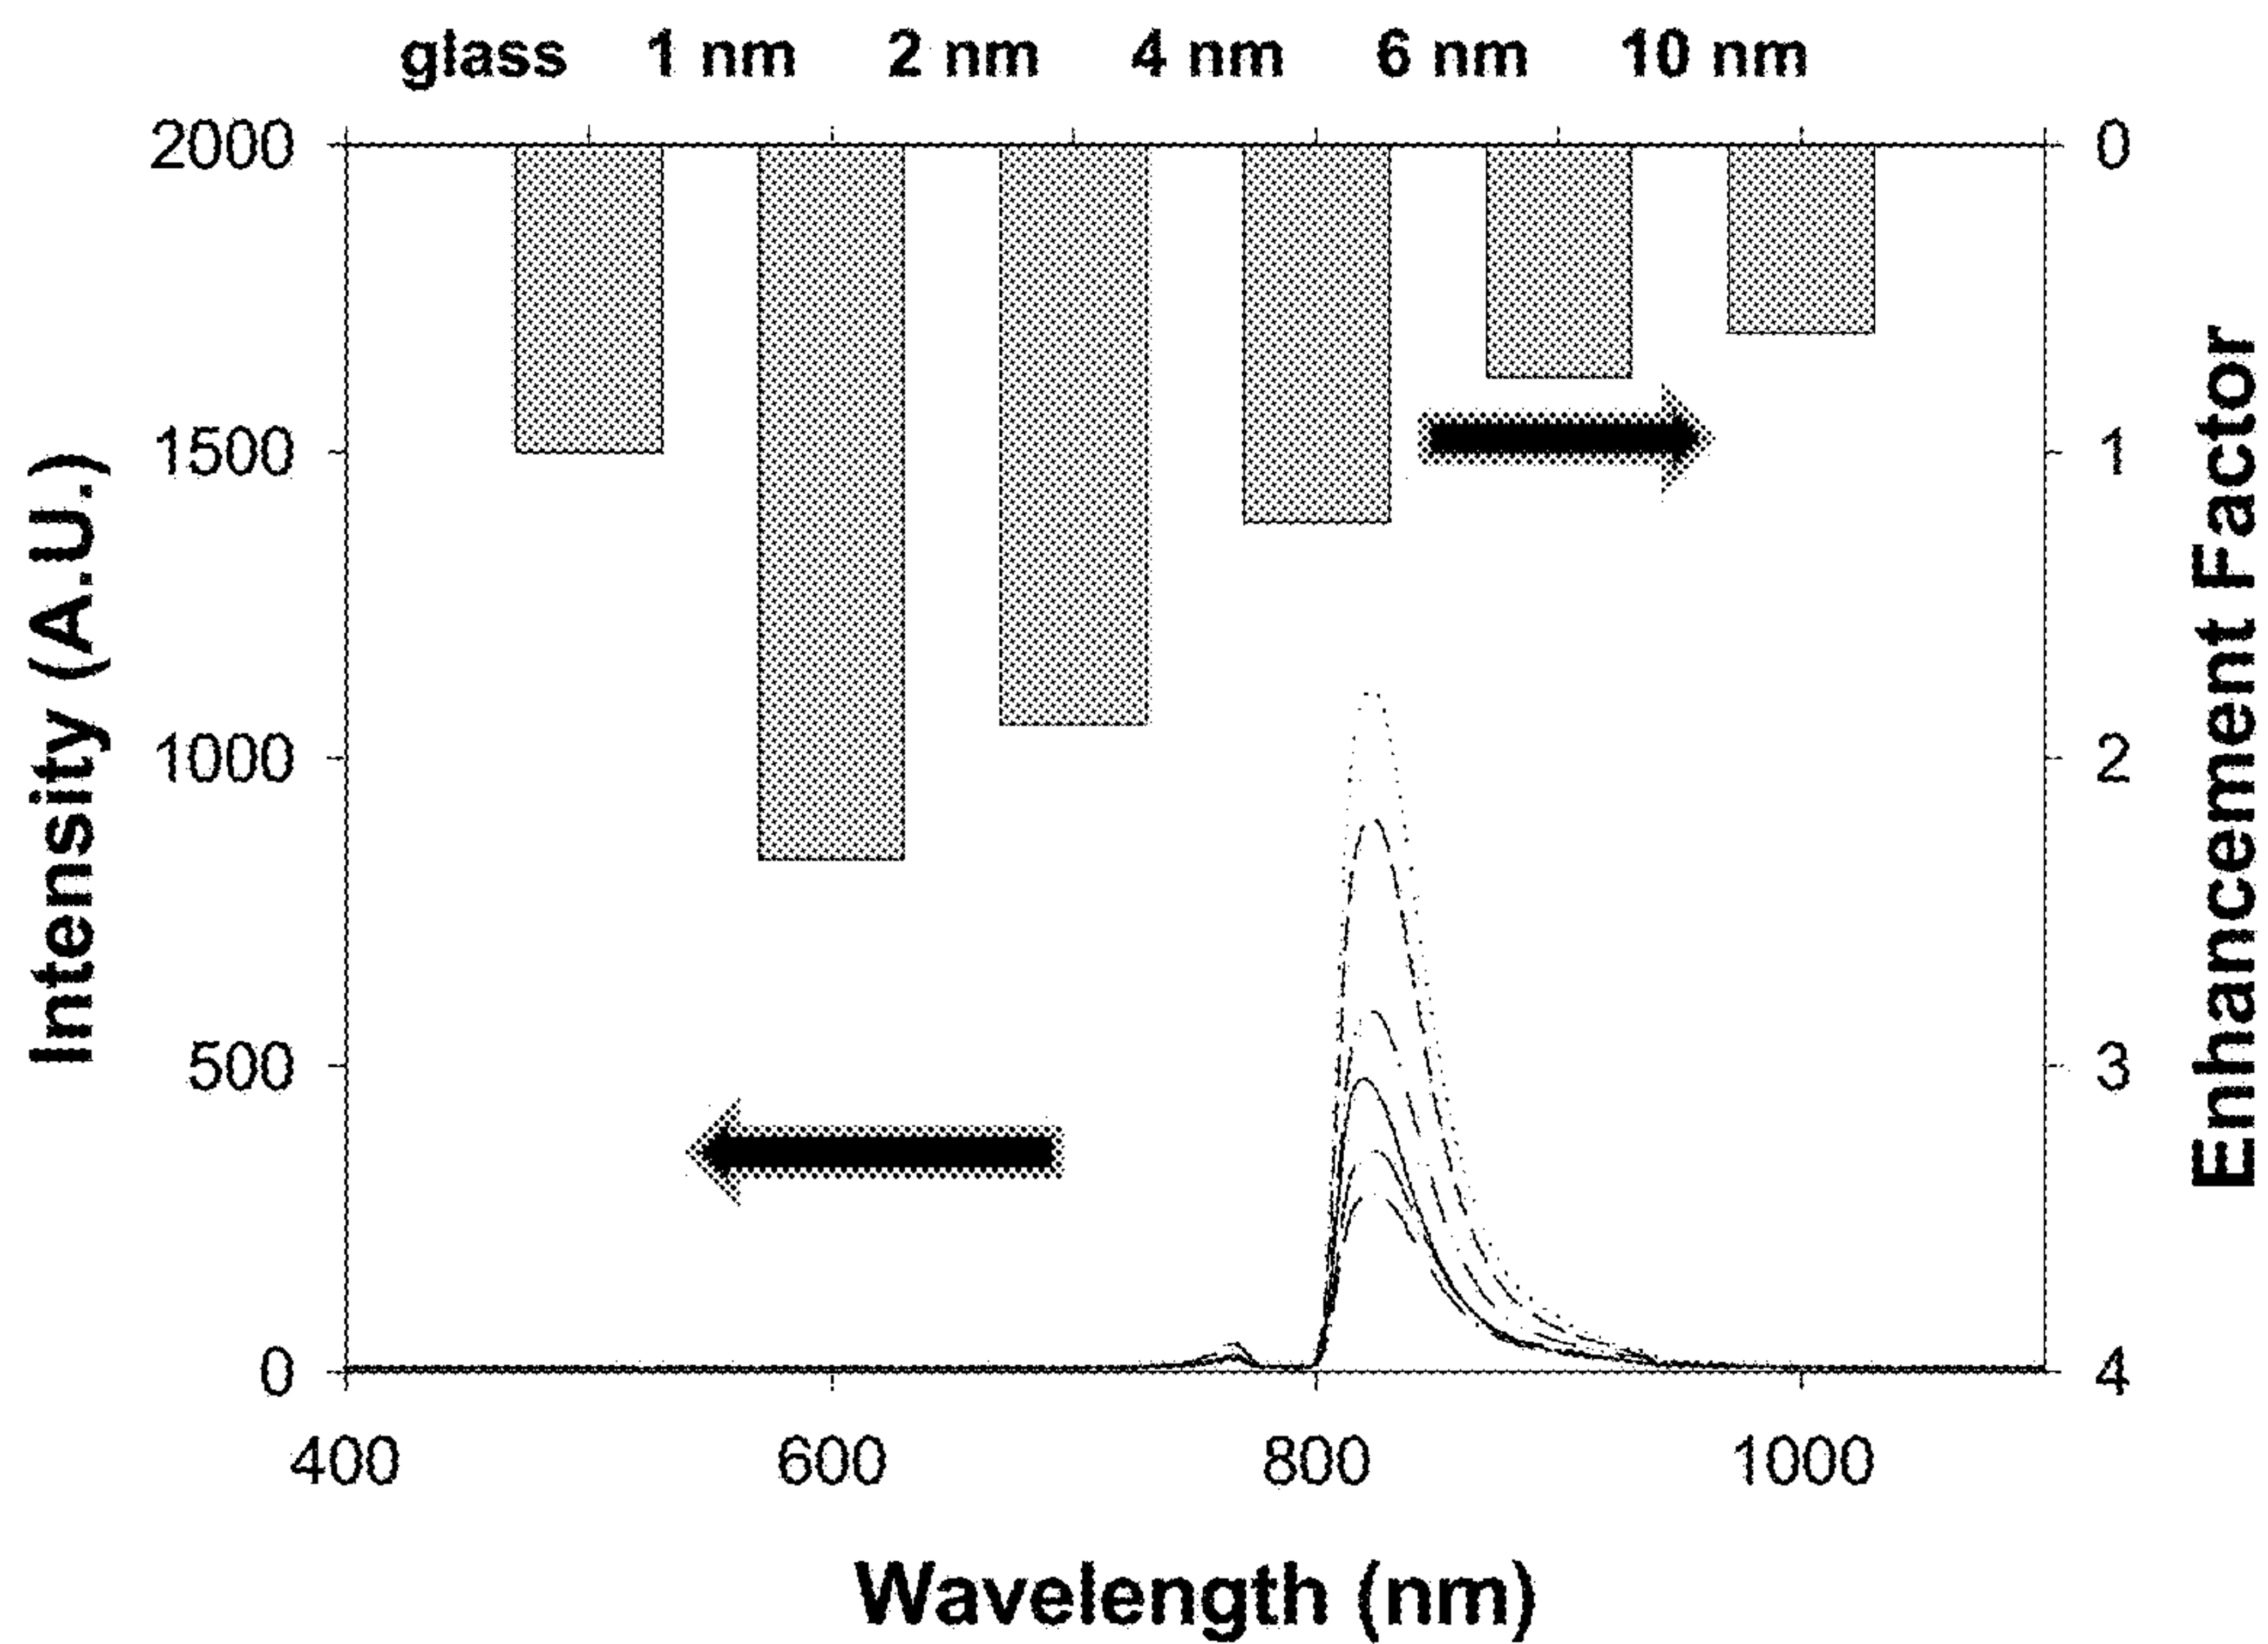 glass 1 nm 2 nm 4 nm 6 nm 10 nm
2000
1500
1000
500
0
Intensity (A.U.)
0
1
2
3
4
Enhancement Factor
400 600 800 1000
Wavelength (nm)